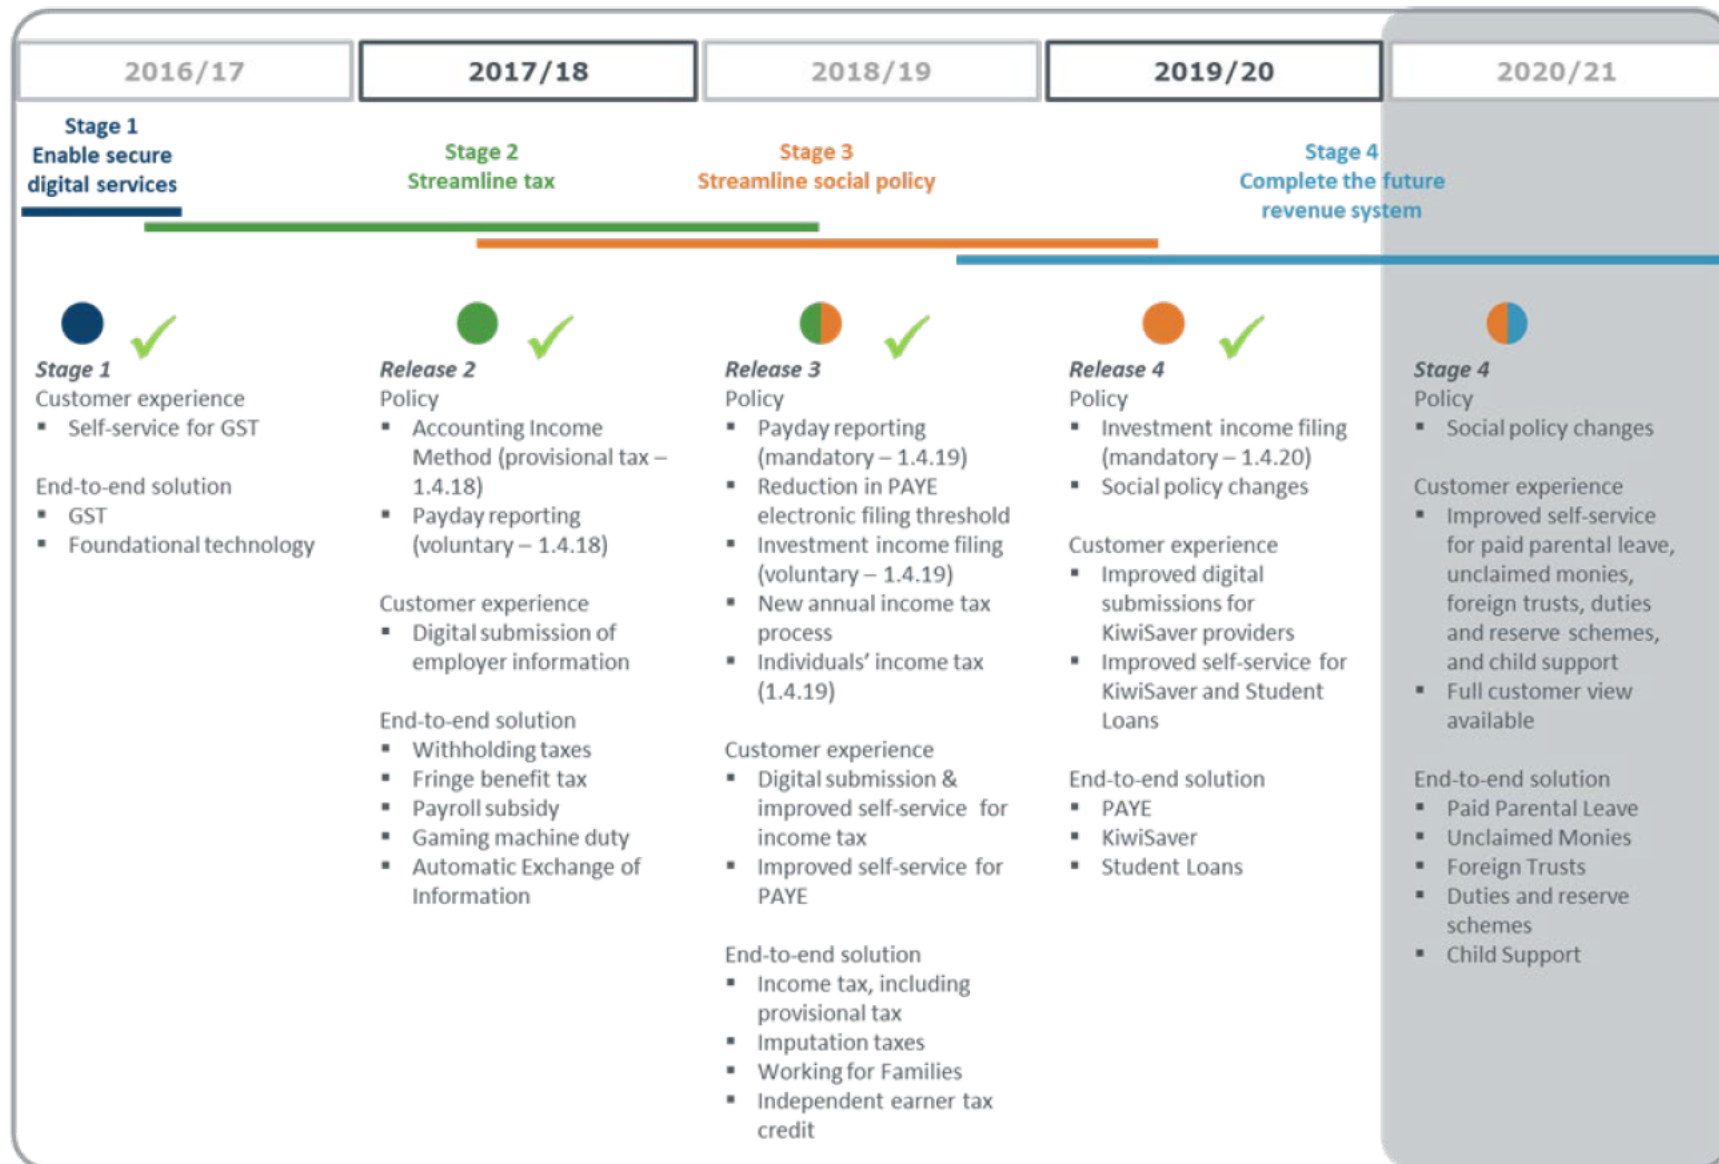 2016/17
2017/18
2018/19
2019/20
2020/21
Stage 1
Enable secure
digital services
Stage 2
Streamline tax
Stage 3
Streamline social policy
Stage 4
Complete the future
revenue system
Stage 1
Customer experience
▪ Self-service for GST
End-to-end solution
▪ GST
▪ Foundational technology
Release 2
Policy
▪ Accounting Income
Method (provisional tax –
1.4.18)
▪ Payday reporting
(voluntary – 1.4.18)
Customer experience
▪ Digital submission of
employer information
End-to-end solution
▪ Withholding taxes
▪ Fringe benefit tax
▪ Payroll subsidy
▪ Gaming machine duty
▪ Automatic Exchange of
Information
Release 3
Policy
▪ Payday reporting
(mandatory – 1.4.19)
▪ Reduction in PAYE
electronic filing threshold
▪ Investment income filing
(voluntary – 1.4.19)
▪ New annual income tax
process
▪ Individuals’ income tax
(1.4.19)
Customer experience
▪ Digital submission &
improved self-service for
income tax
▪ Improved self-service for
PAYE
End-to-end solution
▪ Income tax, including
provisional tax
▪ Imputation taxes
▪ Working for Families
▪ Independent earner tax
credit
Release 4
Policy
▪ Investment income filing
(mandatory – 1.4.20)
▪ Social policy changes
Customer experience
▪ Improved digital
submissions for
KiwiSaver providers
▪ Improved self-service for
KiwiSaver and Student
Loans
End-to-end solution
▪ PAYE
▪ KiwiSaver
▪ Student Loans
Stage 4
Policy
▪ Social policy changes
Customer experience
▪ Improved self-service
for paid parental leave,
unclaimed monies,
foreign trusts, duties
and reserve schemes,
and child support
▪ Full customer view
available
End-to-end solution
▪ Paid Parental Leave
▪ Unclaimed Monies
▪ Foreign Trusts
▪ Duties and reserve
schemes
▪ Child Support